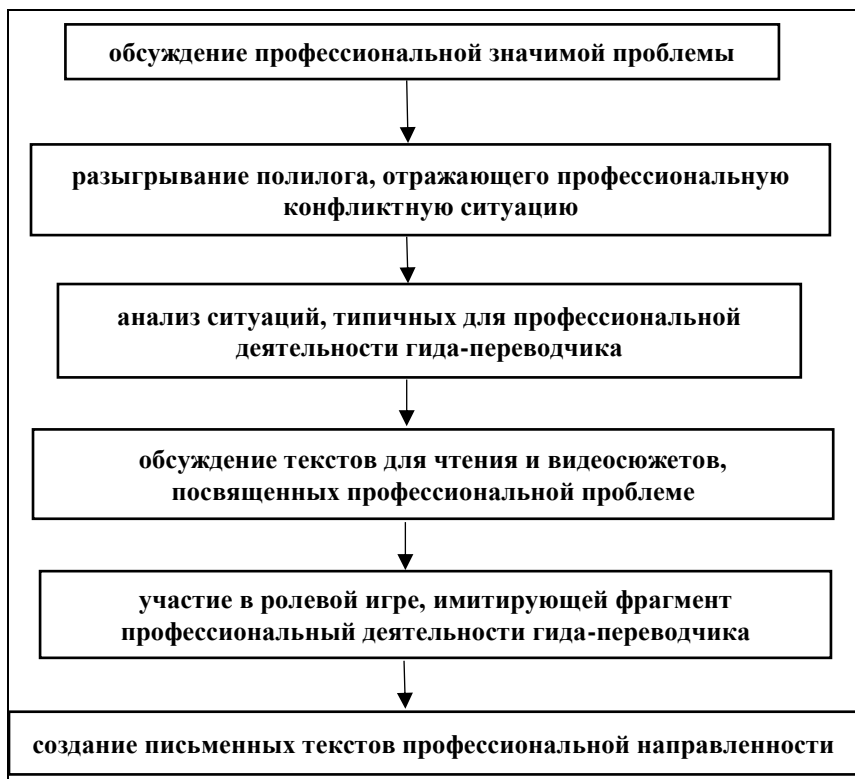 обсуждение профессиональной значимой проблемы
разыгрывание полилога, отражающего профессиональную
конфликтную ситуацию
анализ ситуаций, типичных для профессиональной
деятельности гида-переводчика
обсуждение текстов для чтения и видеосюжетов,
посвященных профессиональной проблеме
участие в ролевой игре, имитирующей фрагмент
профессиональный деятельности гида-переводчика
создание письменных текстов профессиональной направленности